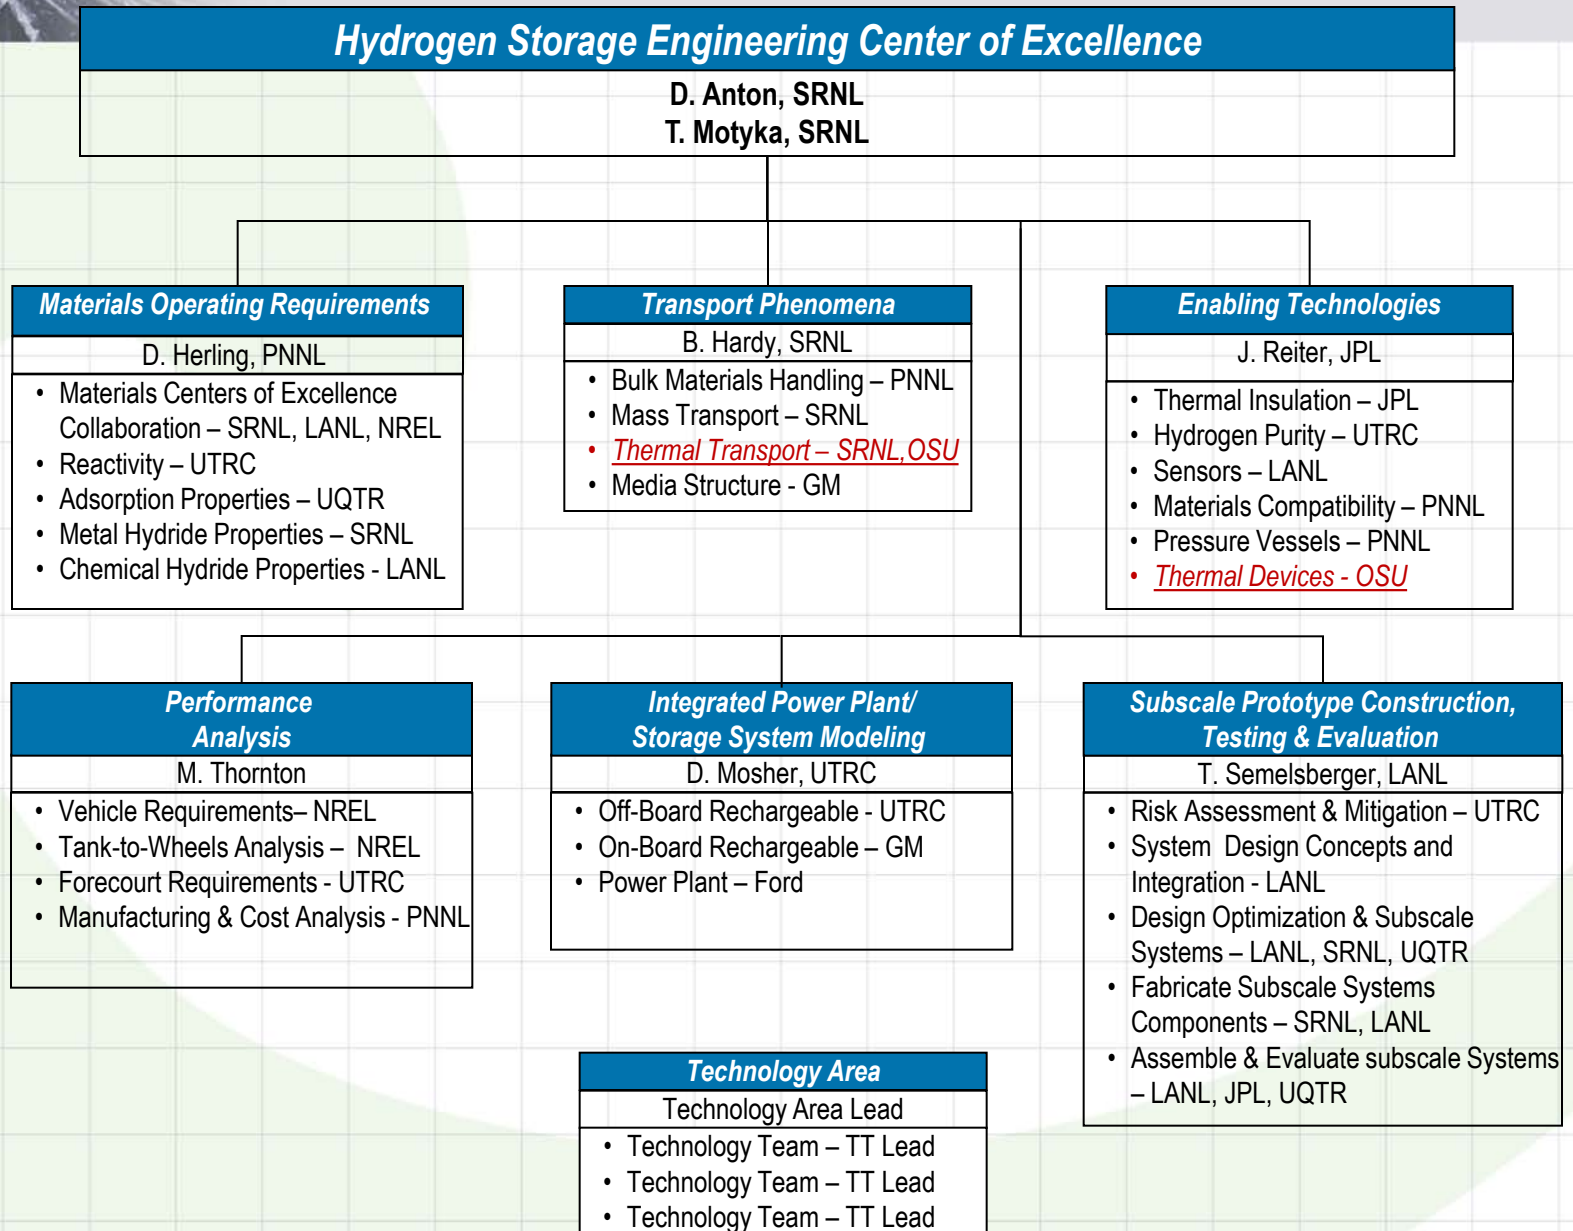 Hydrogen Storage Engineering Center of Excellence
D. Anton, SRNL
T. Motyka, SRNL
Materials Operating Requirements
D. Herling, PNNL
• Materials Centers of Excellence
Collaboration – SRNL, LANL, NREL
• Reactivity – UTRC
• Adsorption Properties – UQTR
• Metal Hydride Properties – SRNL
• Chemical Hydride Properties - LANL
Transport Phenomena
B. Hardy, SRNL
• Bulk Materials Handling – PNNL
• Mass Transport – SRNL
• Thermal Transport – SRNL,OSU
• Media Structure - GM
Enabling Technologies
J. Reiter, JPL
• Thermal Insulation – JPL
• Hydrogen Purity – UTRC
• Sensors – LANL
• Materials Compatibility – PNNL
• Pressure Vessels – PNNL
• Thermal Devices - OSU
Performance
Analysis
M. Thornton
• Vehicle Requirements– NREL
• Tank-to-Wheels Analysis – NREL
• Forecourt Requirements - UTRC
• Manufacturing & Cost Analysis - PNNL
Integrated Power Plant/
Storage System Modeling
D. Mosher, UTRC
• Off-Board Rechargeable - UTRC
• On-Board Rechargeable – GM
• Power Plant – Ford
Subscale Prototype Construction,
Testing & Evaluation
T. Semelsberger, LANL
• Risk Assessment & Mitigation – UTRC
• System Design Concepts and
Integration - LANL
• Design Optimization & Subscale
Systems – LANL, SRNL, UQTR
• Fabricate Subscale Systems
Components – SRNL, LANL
• Assemble & Evaluate subscale Systems
– LANL, JPL, UQTR
Technology Area
Technology Area Lead
• Technology Team – TT Lead
• Technology Team – TT Lead
• Technology Team – TT Lead